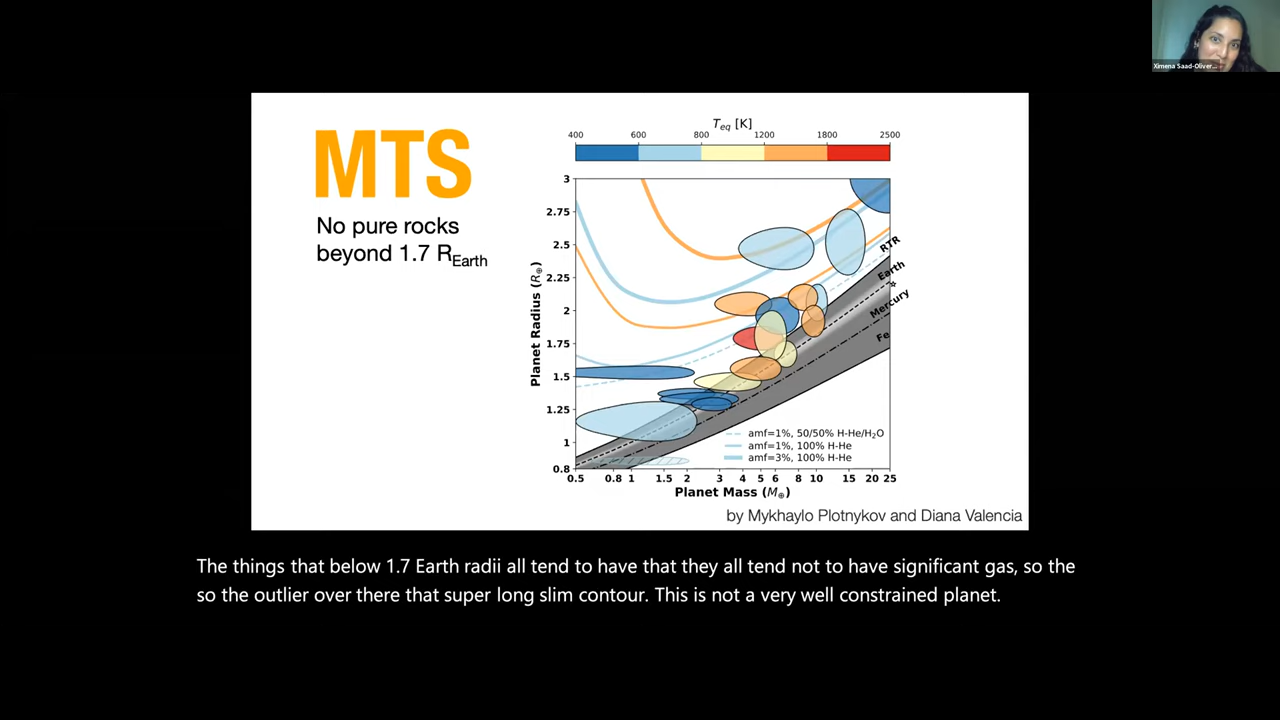 Ximena Saad-Oliver...
MTS
No pure rocks
beyond 1.7 R_Earth
T_eq [K]
400 600 800 1200 1800 2500
Planet Radius (R⊕)
3
2.75
2.5
2.25
2
1.75
1.5
1.25
1
0.8
RTR
Earth
Mercury
Fe
amf=1%, 50/50% H-He/H₂O
amf=1%, 100% H-He
amf=3%, 100% H-He
0.5 0.8 1 1.5 2 3 4 5 6 8 10 15 20 25
Planet Mass (M⊕)
by Mykhaylo Plotnykov and Diana Valencia
The things that below 1.7 Earth radii all tend to have that they all tend not to have significant gas, so the
so the outlier over there that super long slim contour. This is not a very well constrained planet.